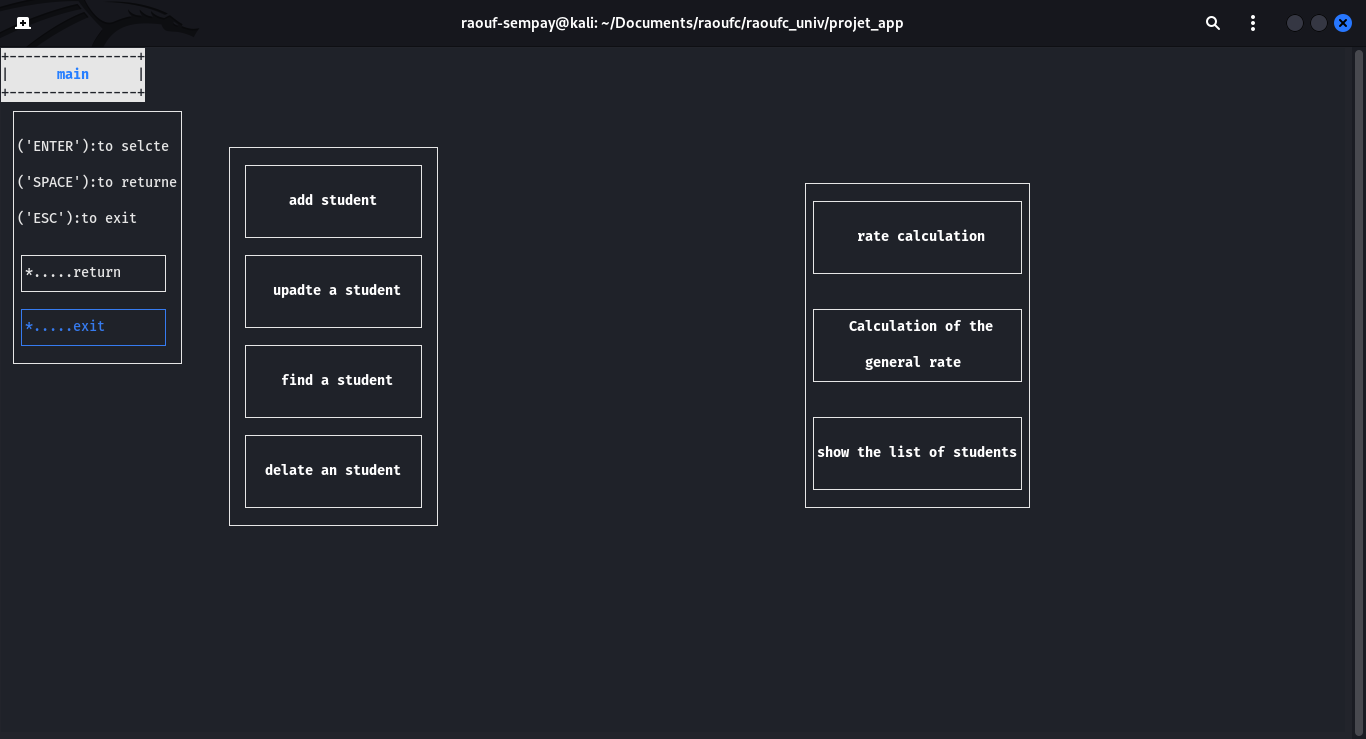 raouf-sempay@kali: ~/Documents/raoufc/raoufc_univ/projet_app
+----------------+
| main |
+----------------+
('ENTER'):to selcte
('SPACE'):to returne
('ESC'):to exit
*.....return
*.....exit
add student
upadte a student
find a student
delate an student
rate calculation
Calculation of the
general rate
show the list of students